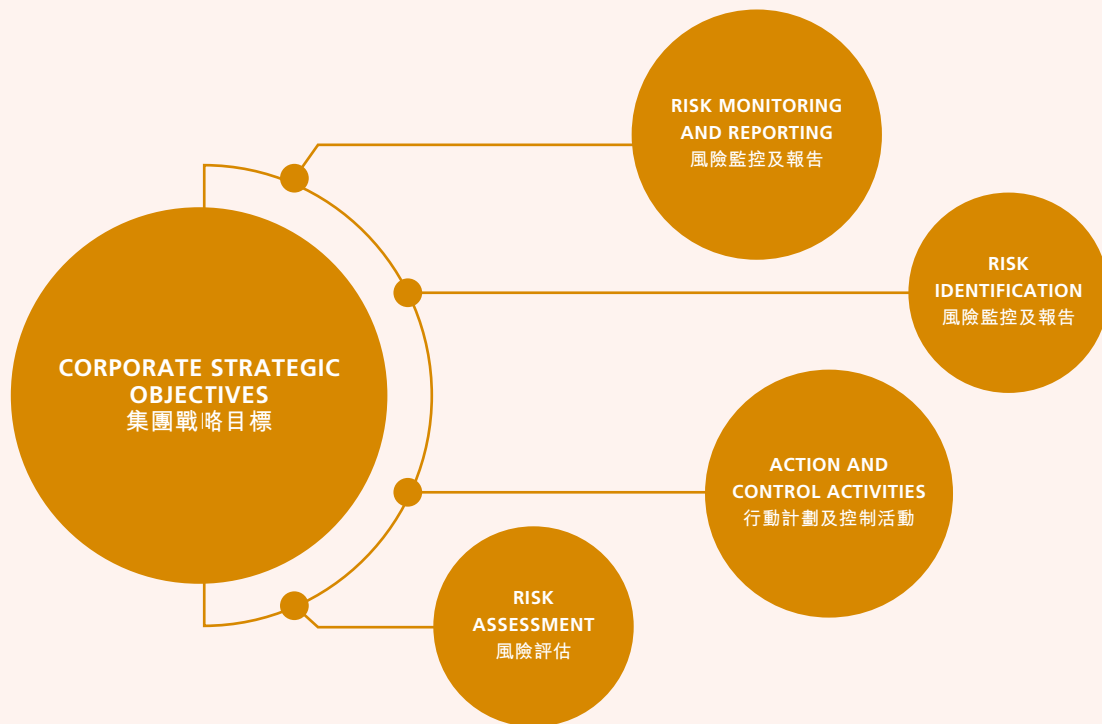 RISK MONITORING
AND REPORTING
風險監控及報告
RISK
IDENTIFICATION
風險監控及報告
CORPORATE STRATEGIC
OBJECTIVES
集團戰略目標
ACTION AND
CONTROL ACTIVITIES
行動計劃及控制活動
RISK
ASSESSMENT
風險評估